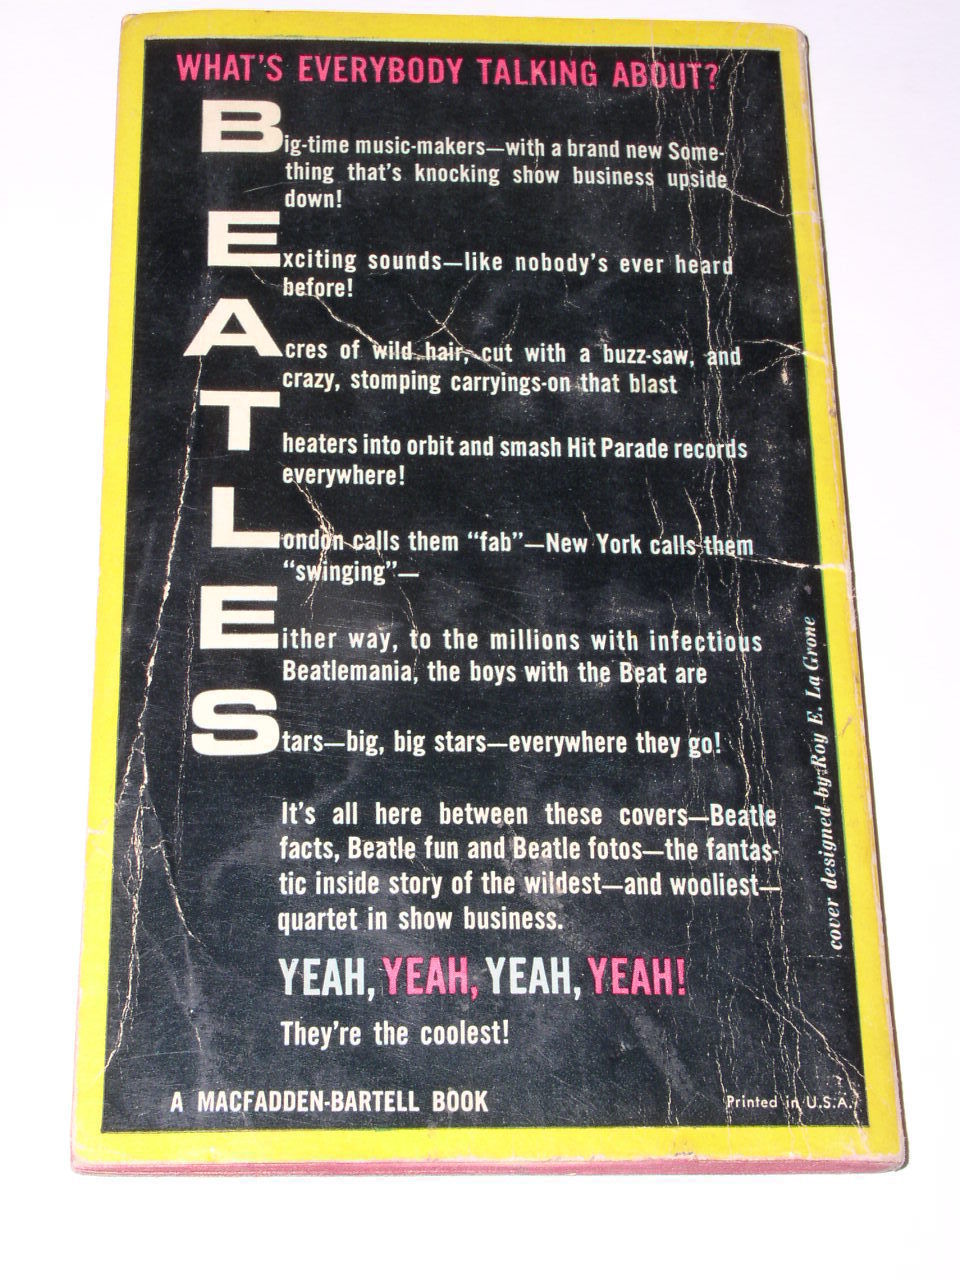 WHAT'S EVERYBODY TALKING ABOUT?
Big-time music-makers—with a brand new Some-
thing that's knocking show business upside
down!
Exciting sounds—like nobody's ever heard
before!
Acres of wild hair, cut with a buzz-saw, and
crazy, stomping carryings-on that blast
Theaters into orbit and smash Hit Parade records
everywhere!
London calls them “fab”—New York calls them
“swinging”—
Either way, to the millions with infectious
Beatlemania, the boys with the Beat are
Stars—big, big stars—everywhere they go!
It's all here between these covers—Beatle
facts, Beatle fun and Beatle fotos—the fantas-
tic inside story of the wildest—and wooliest—
quartet in show business.
YEAH, YEAH, YEAH, YEAH!
They're the coolest!
A MACFADDEN-BARTELL BOOK
Printed in U.S.A.
cover designed by Roy E. La Grone